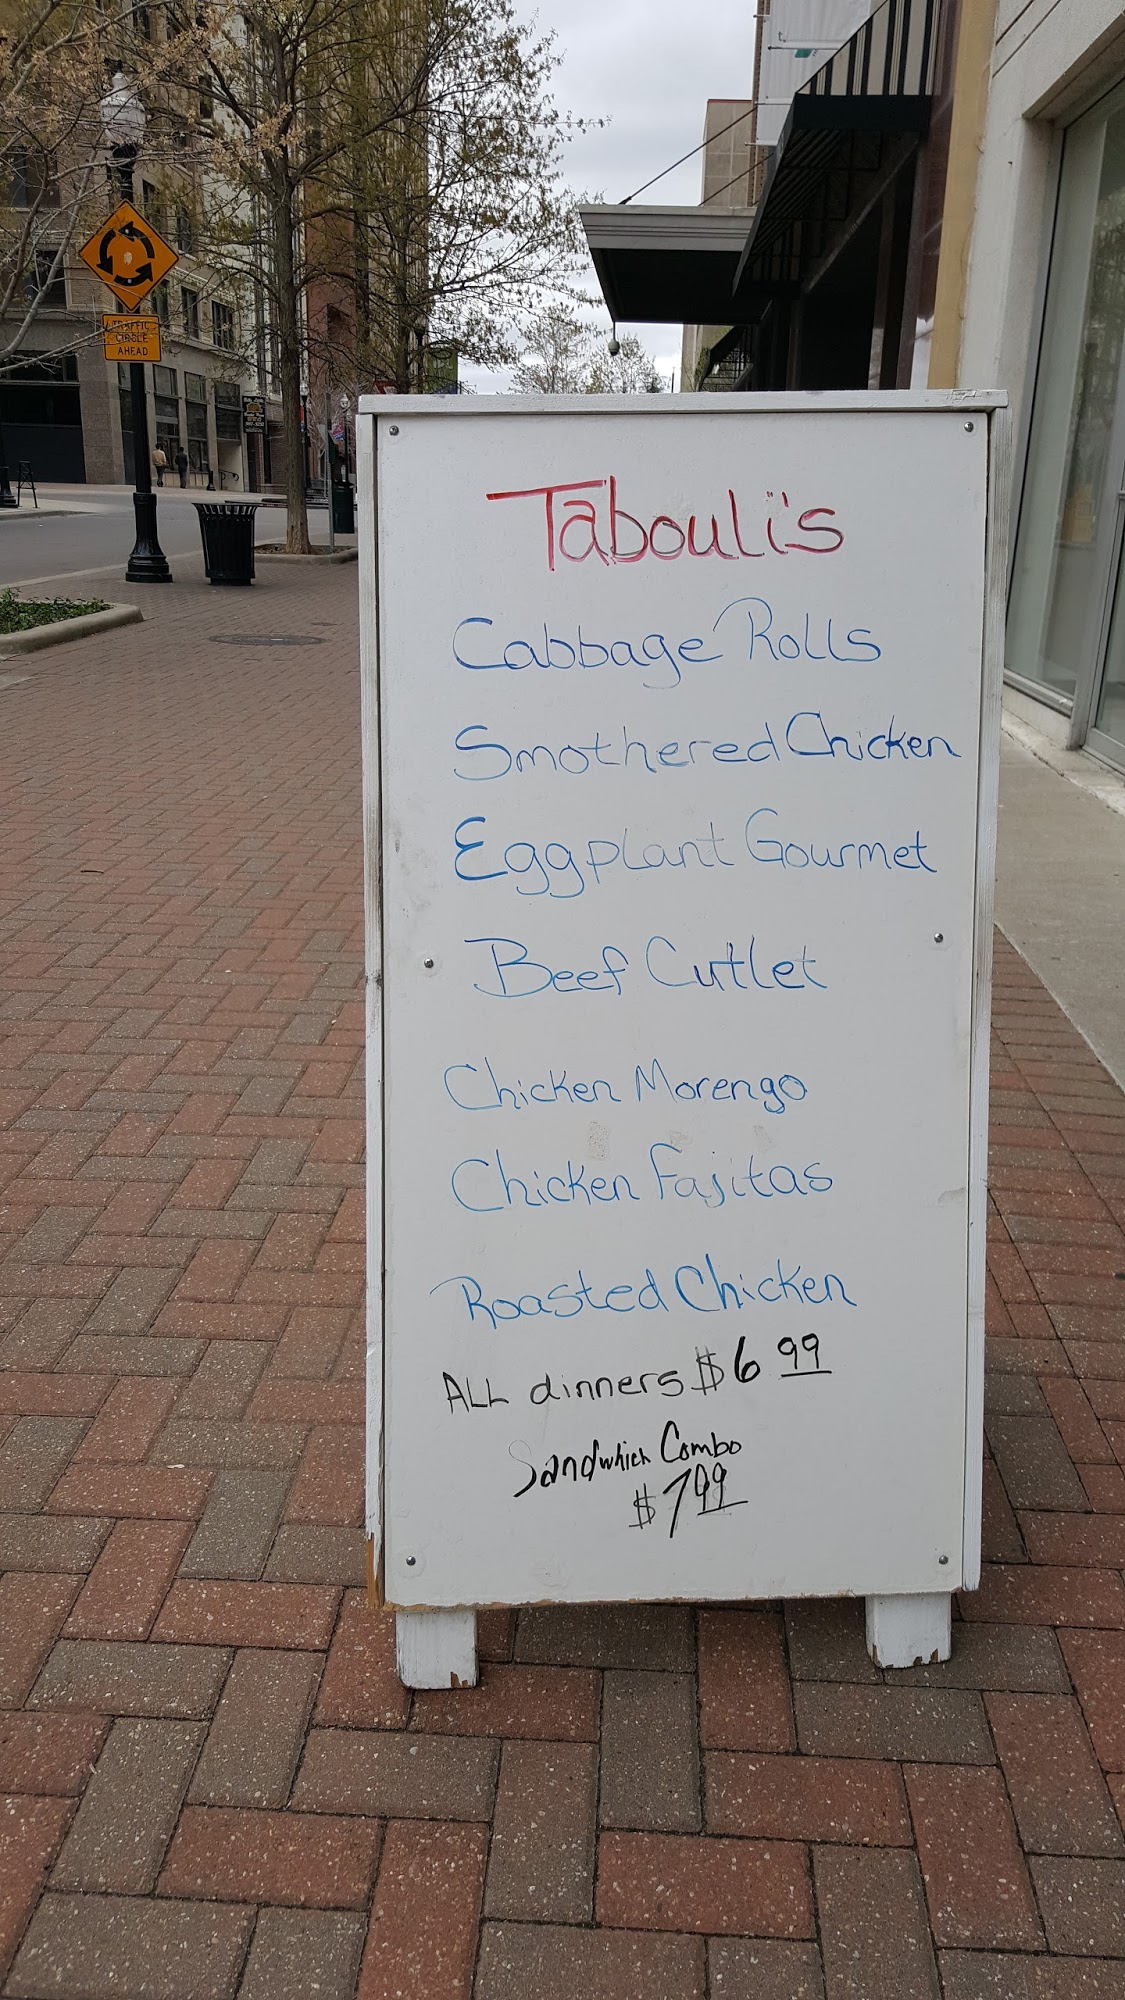 TRAFFIC
CIRCLE
AHEAD
Tabouli's
Cabbage Rolls
Smothered Chicken
Eggplant Gourmet
Beef Cutlet
Chicken Morengo
Chicken Fajitas
Roasted Chicken
ALL dinners $6 99
Sandwhich Combo
$7 99